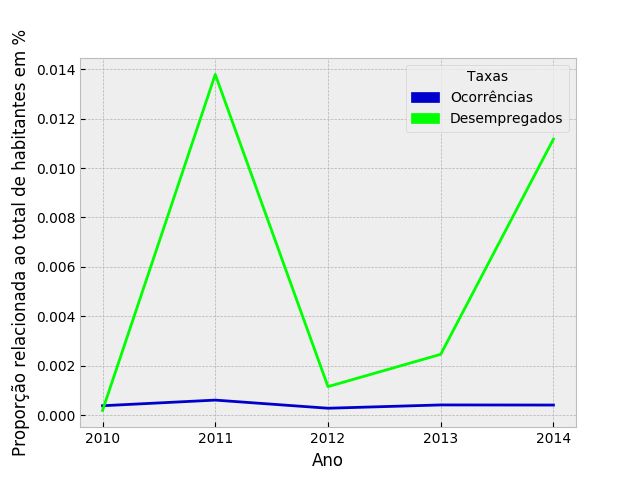 Proporção relacionada ao total de habitantes em %
0.014
0.012
0.010
0.008
0.006
0.004
0.002
0.000
Taxas
Ocorrências
Desempregados
2010 2011 2012 2013 2014
Ano